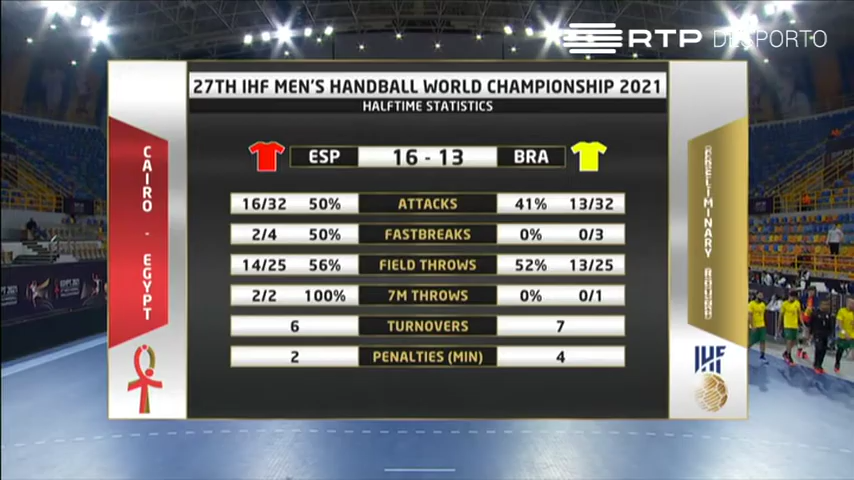 RTP DESPORTO
27TH IHF MEN'S HANDBALL WORLD CHAMPIONSHIP 2021
HALFTIME STATISTICS
CAIRO - EGYPT
ESP 16 - 13 BRA
16/32 50% ATTACKS 41% 13/32
2/4 50% FASTBREAKS 0% 0/3
14/25 56% FIELD THROWS 52% 13/25
2/2 100% 7M THROWS 0% 0/1
6 TURNOVERS 7
2 PENALTIES (MIN) 4
PRELIMINARY ROUND
IHF